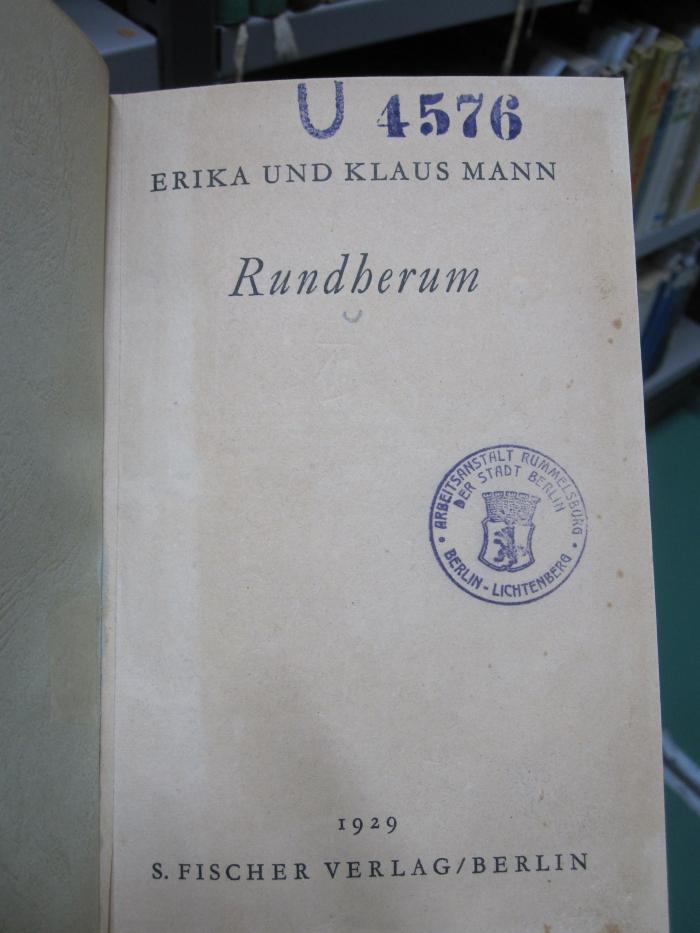 U 4576
ERIKA UND KLAUS MANN
Rundherum
ARBEITSANSTALT RUMMELSBURG
DER STADT BERLIN
BERLIN-LICHTENBERG
1929
S. FISCHER VERLAG/BERLIN